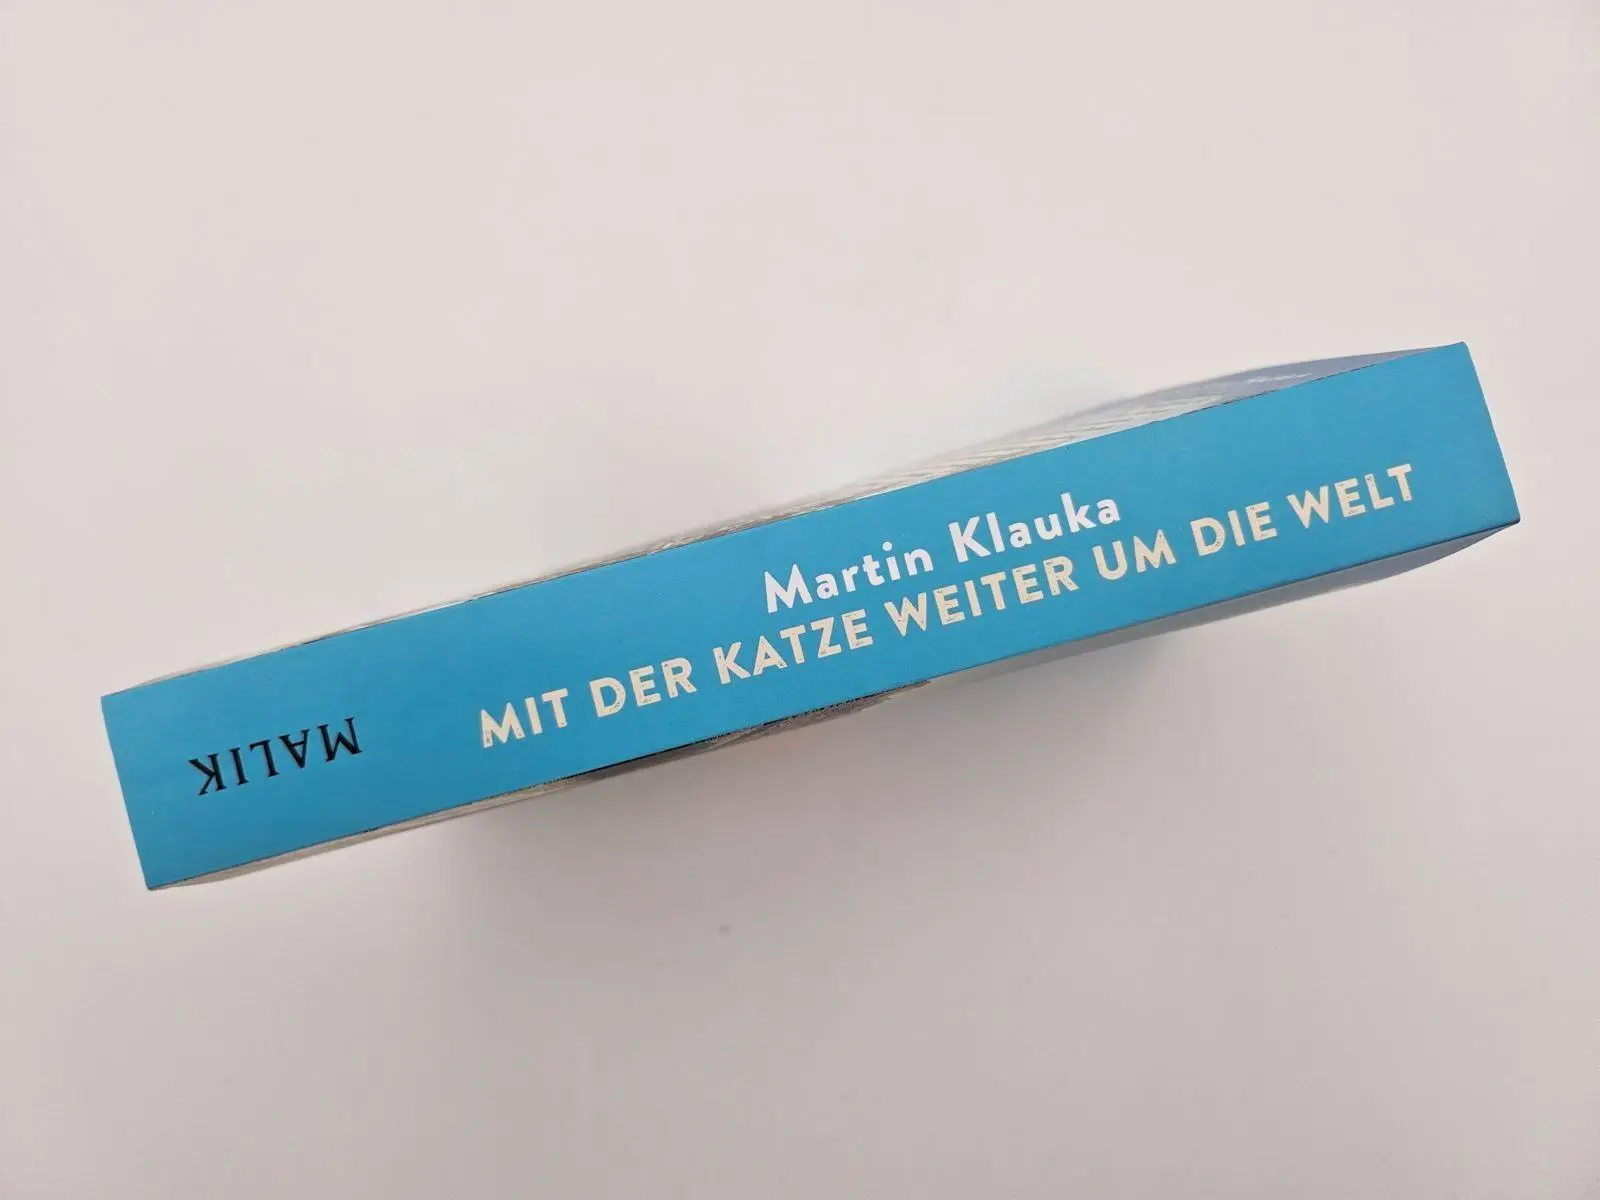 Martin Klauka
MIT DER KATZE WEITER UM DIE WELT
MALIK